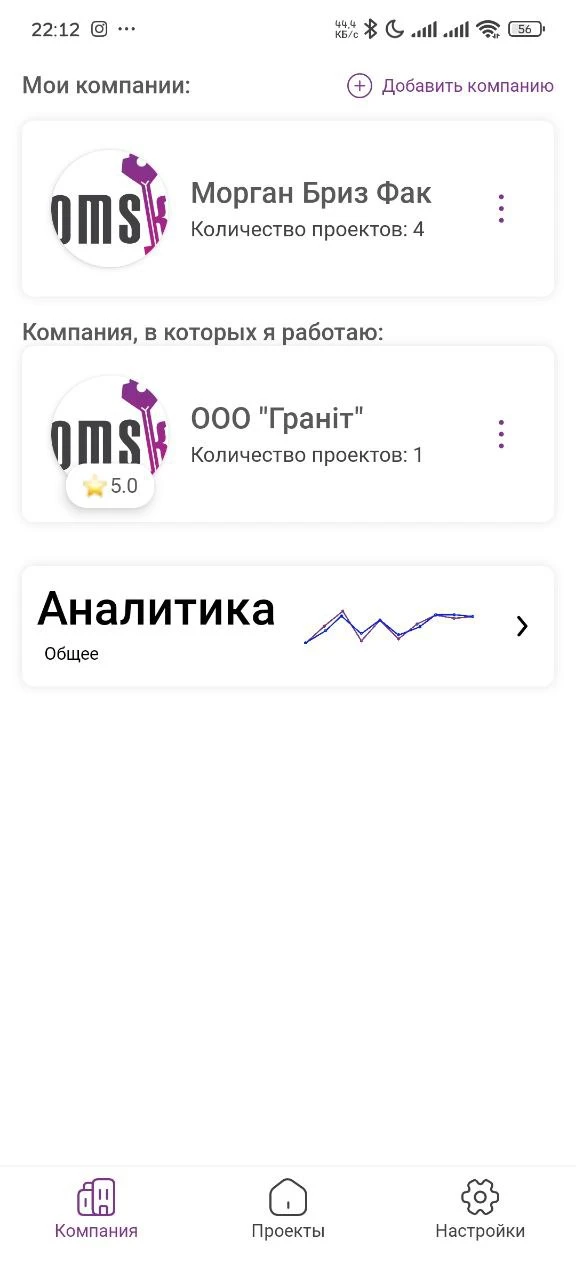 22:12
44,4
КБ/с
56
Мои компании:
Добавить компанию
oms
Морган Бриз Фак
Количество проектов: 4
Компания, в которых я работаю:
oms
ООО "Граніт"
Количество проектов: 1
5.0
Аналитика
Общее
Компания
Проекты
Настройки